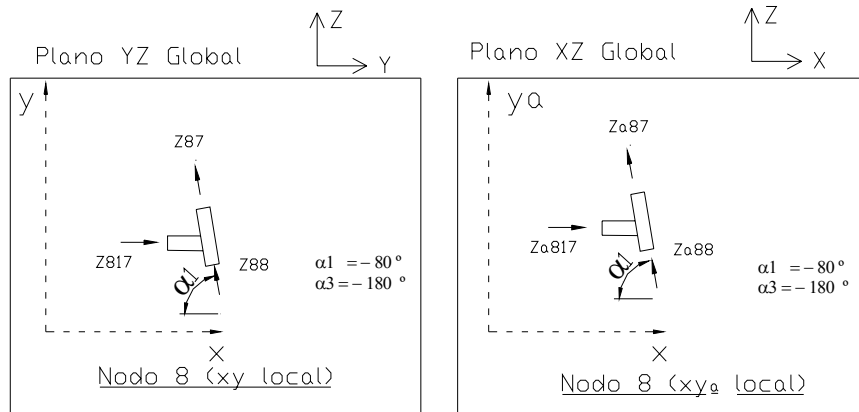 Plano YZ Global
Z
Y
y
Z87
Z817
Z88
α1
α1 =-80 º
α3=-180 º
x
Nodo 8 (xy local)
Plano XZ Global
Z
X
ya
Za87
Za817
Za88
α1
α1 =-80 º
α3=-180 º
x
Nodo 8 (xya local)